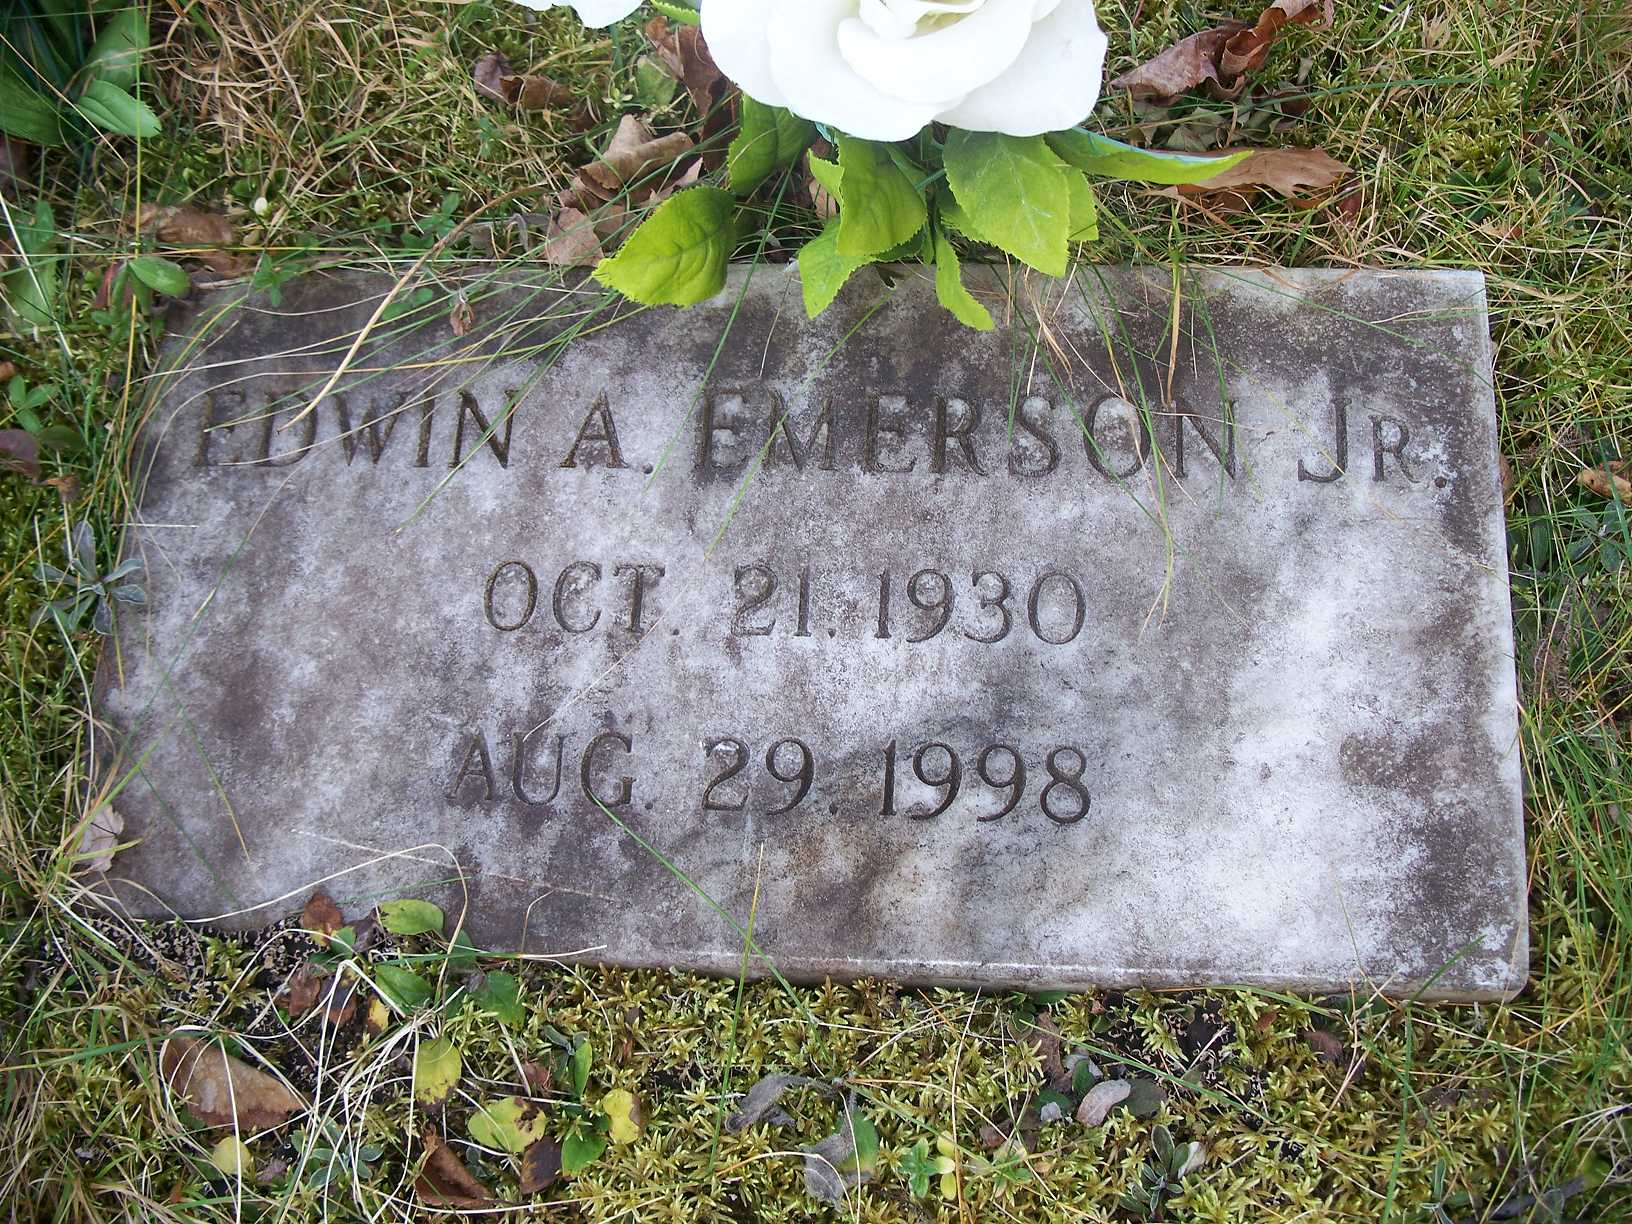 EDWIN A. EMERSON JR.
OCT. 21. 1930
AUG. 29. 1998